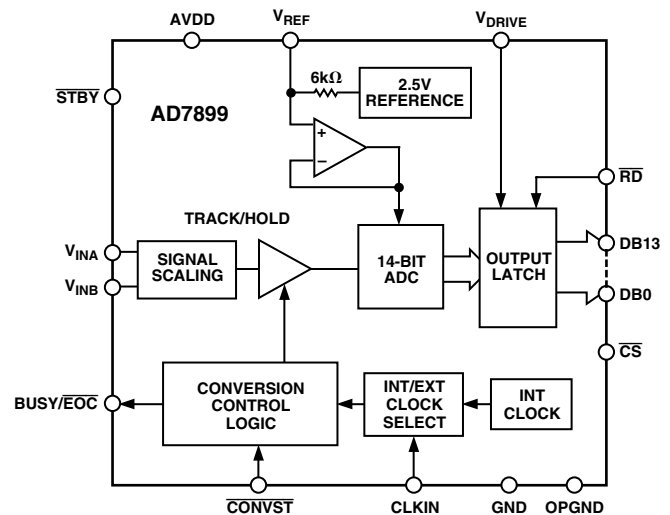 AVDD
VREF
VDRIVE
6kΩ
2.5V
REFERENCE
STBY
AD7899
+
−
RD
TRACK/HOLD
VINA
SIGNAL
SCALING
14-BIT
ADC
OUTPUT
LATCH
DB13
VINB
DB0
CS
BUSY/EOC
CONVERSION
CONTROL
LOGIC
INT/EXT
CLOCK
SELECT
INT
CLOCK
CONVST
CLKIN
GND
OPGND